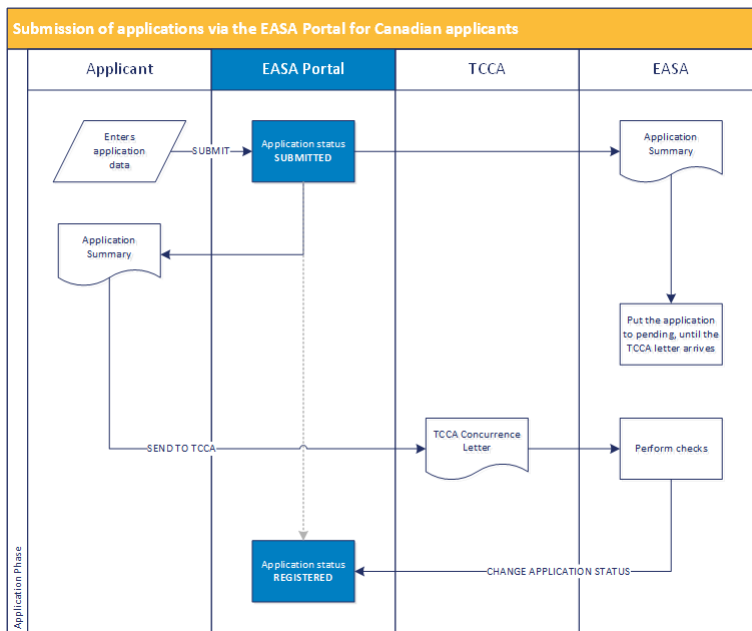 Submission of applications via the EASA Portal for Canadian applicants
Applicant
EASA Portal
TCCA
EASA
Enters
application
data
SUBMIT
Application status
SUBMITTED
Application
Summary
Application
Summary
Put the application
to pending, until the
TCCA letter arrives
SEND TO TCCA
TCCA Concurrence
Letter
Perform checks
Application status
REGISTERED
CHANGE APPLICATION STATUS
Application Phase